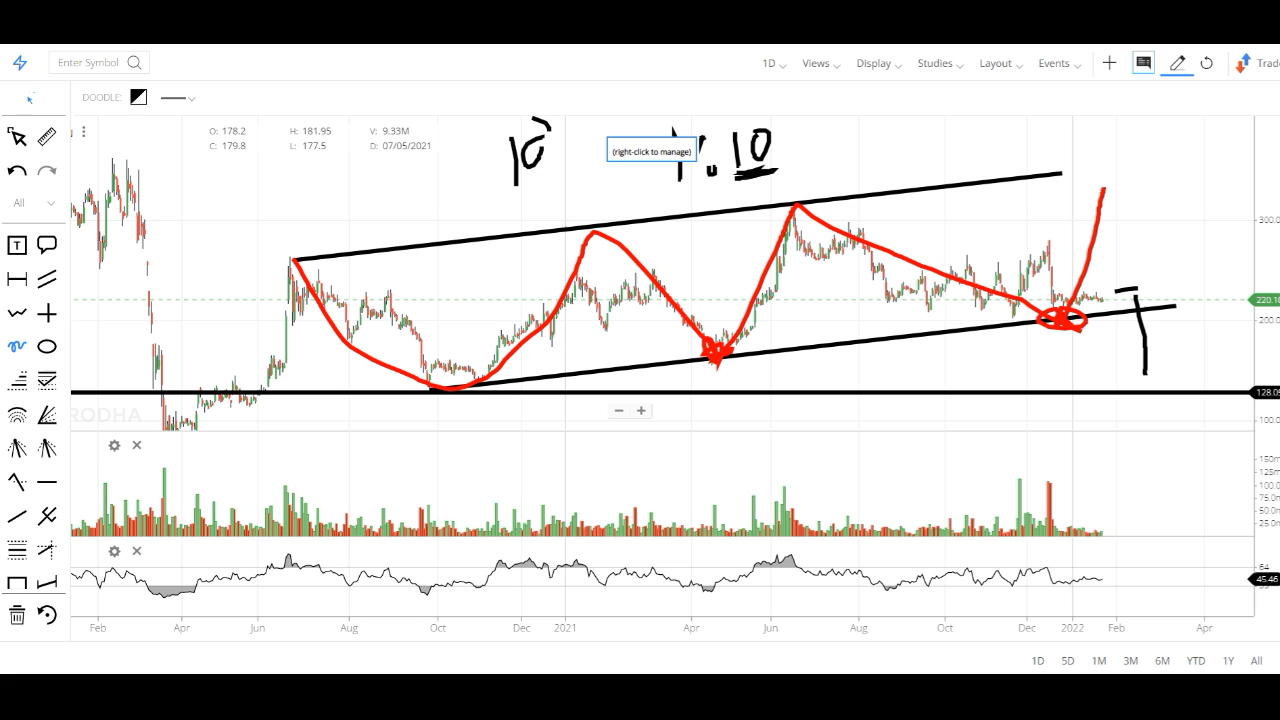 Enter Symbol 1D Views Display Studies Layout Events Trade
DOODLE:
O: 178.2 H: 181.95 V: 9.33M
C: 179.8 L: 177.5 D: 07/05/2021
(right-click to manage)
10
All
300.0
220.10
200.0
128.05
RODHA
100.0
150m
125m
100.0
75.0m
50.0m
25.0m
64
45.46
Feb Apr Jun Aug Oct Dec 2021 Apr Jun Aug Oct Dec 2022 Feb Apr
1D 5D 1M 3M 6M YTD 1Y All